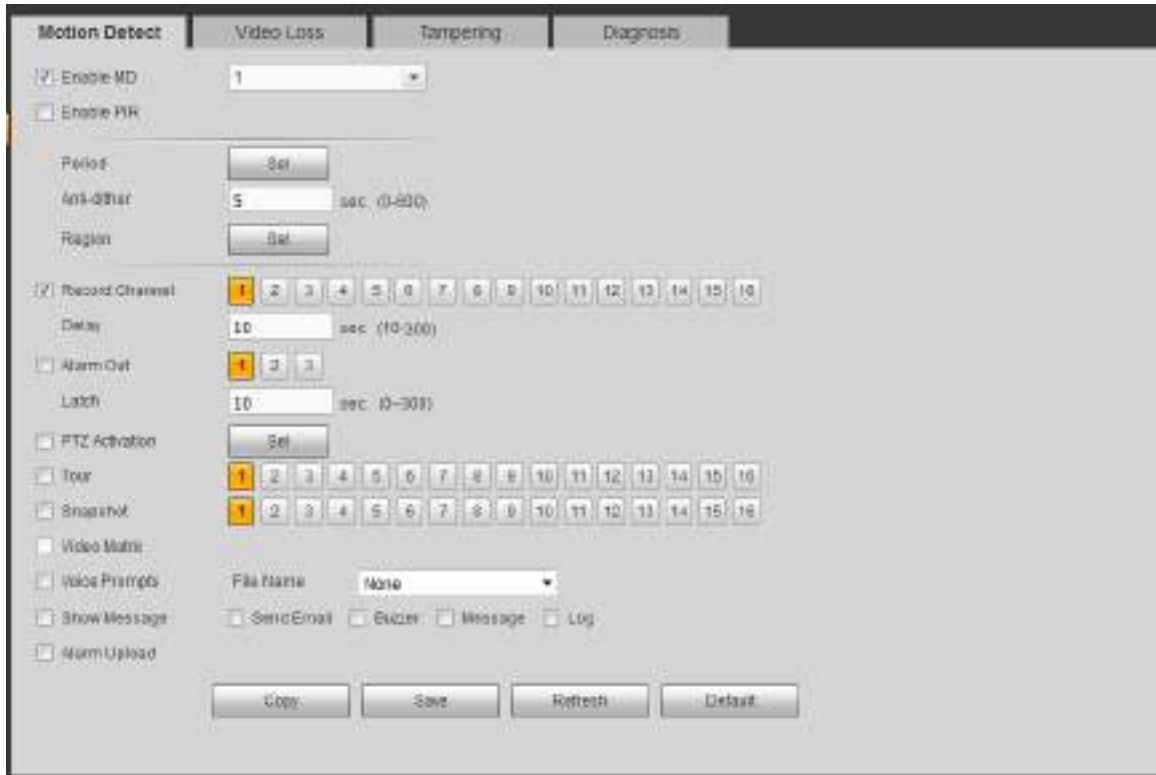 Motion Detect Video Loss Tampering Diagnosis
Enable MD 1
Enable PIR
Period Set
Anti-dither 5 sec. (0-600)
Region Set
Record Channel 1 2 3 4 5 6 7 8 9 10 11 12 13 14 15 16
Delay 10 sec. (10-300)
Alarm Out 1 2 3
Latch 10 sec. (0-300)
PTZ Activation Set
Tour 1 2 3 4 5 6 7 8 9 10 11 12 13 14 15 16
Snapshot 1 2 3 4 5 6 7 8 9 10 11 12 13 14 15 16
Video Matrix
Voice Prompts File Name None
Show Message Send Email Buzzer Message Log
Alarm Upload
Copy Save Refresh Default